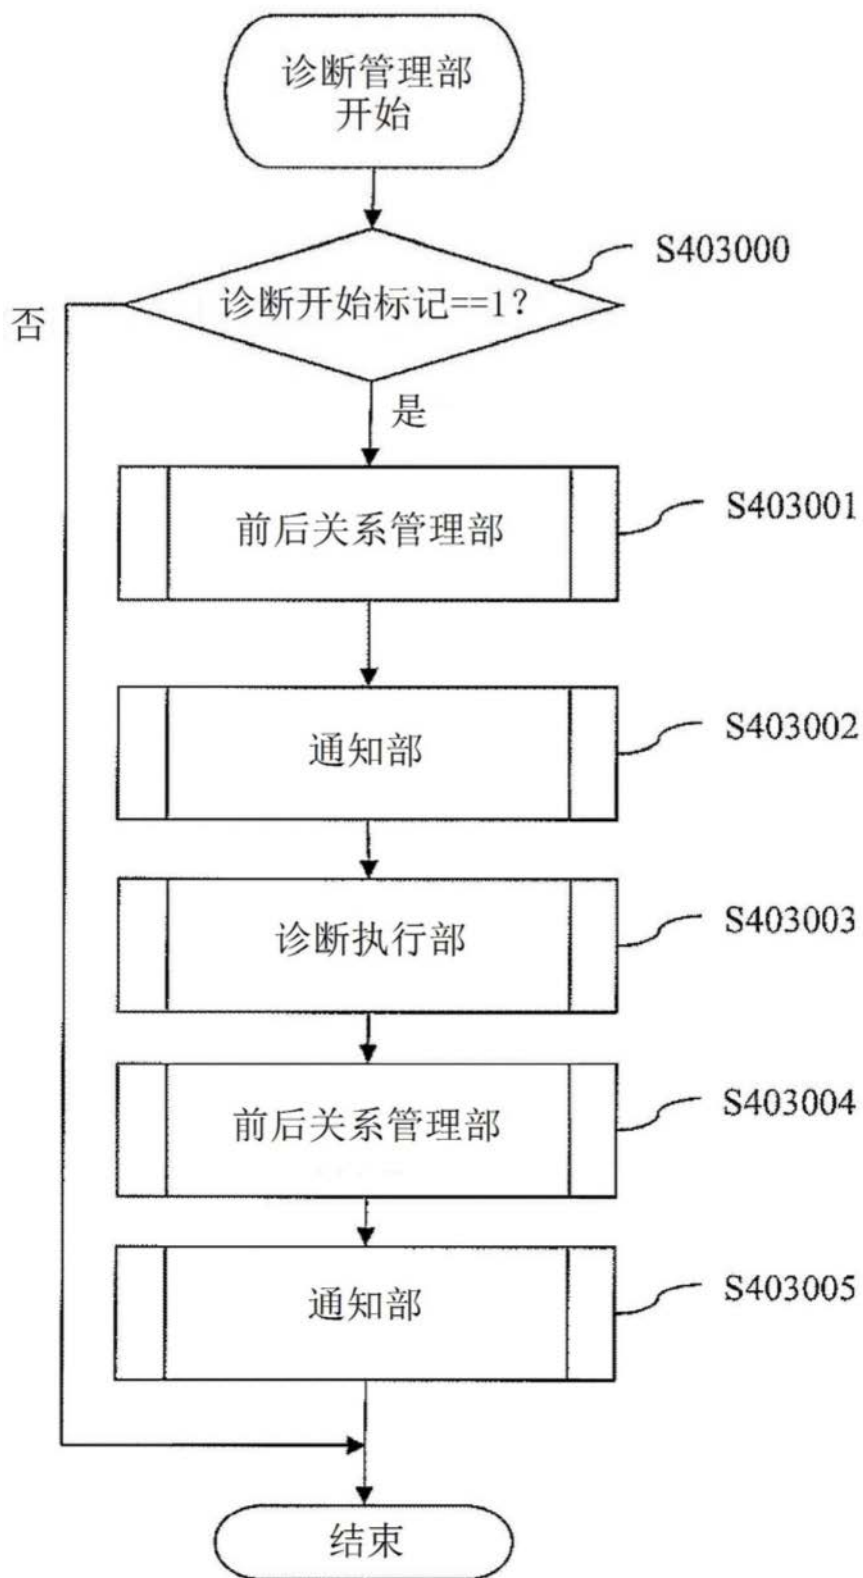 诊断管理部
开始
S403000
诊断开始标记==1?
否
是
S403001
前后关系管理部
S403002
通知部
S403003
诊断执行部
S403004
前后关系管理部
S403005
通知部
结束